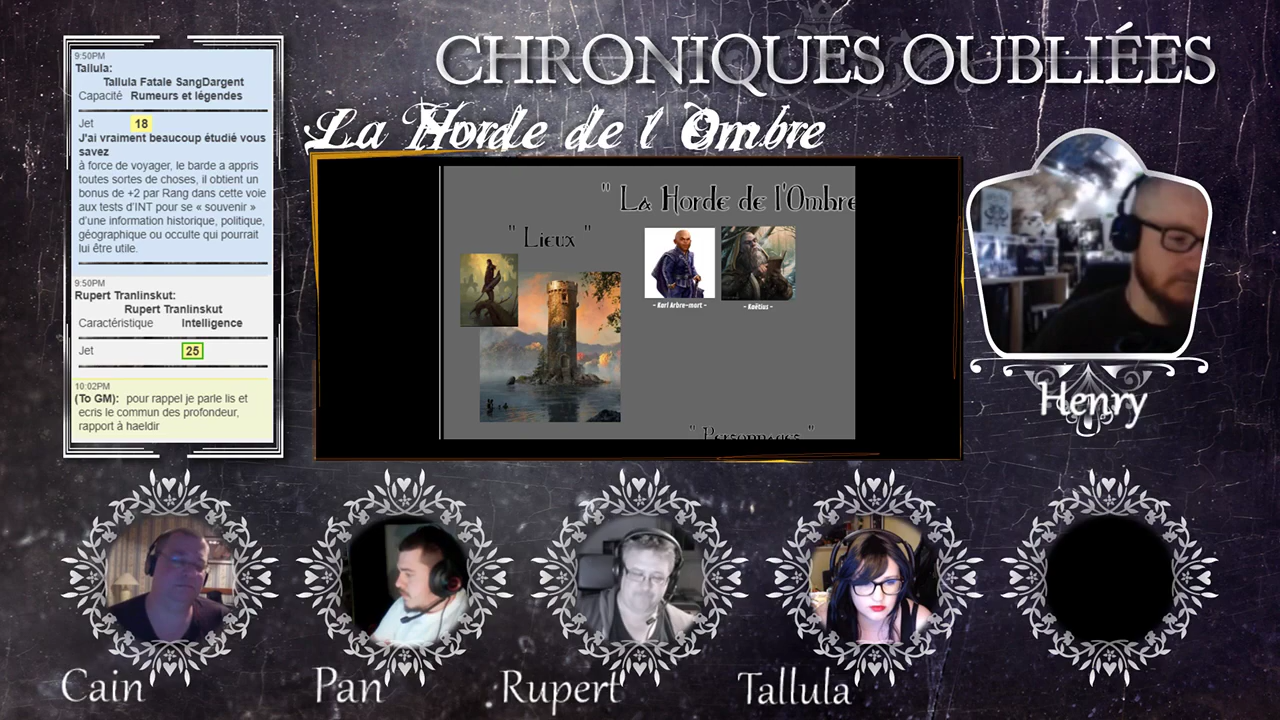 CHRONIQUES OUBLIÉES
La Horde de l'Ombre
9:50PM
Tallula:
Tallula Fatale SangDargent
Capacité Rumeurs et légendes
Jet 18
J'ai vraiment beaucoup étudié vous
savez
à force de voyager, le barde a appris
toutes sortes de choses, il obtient un
bonus de +2 par Rang dans cette voie
aux tests d'INT pour se « souvenir »
d'une information historique, politique,
géographique ou occulte qui pourrait
lui être utile.
9:50PM
Rupert Tranlinskut:
Rupert Tranlinskut
Caractéristique Intelligence
Jet 25
10:02PM
(To GM): pour rappel je parle lis et
ecris le commun des profondeur,
rapport à haeldir
" La Horde de l'Ombre
" Lieux "
- Karl Arbre-mort -
- Kaëtius -
" Personnages "
Henry
Cain
Pan
Rupert
Tallula